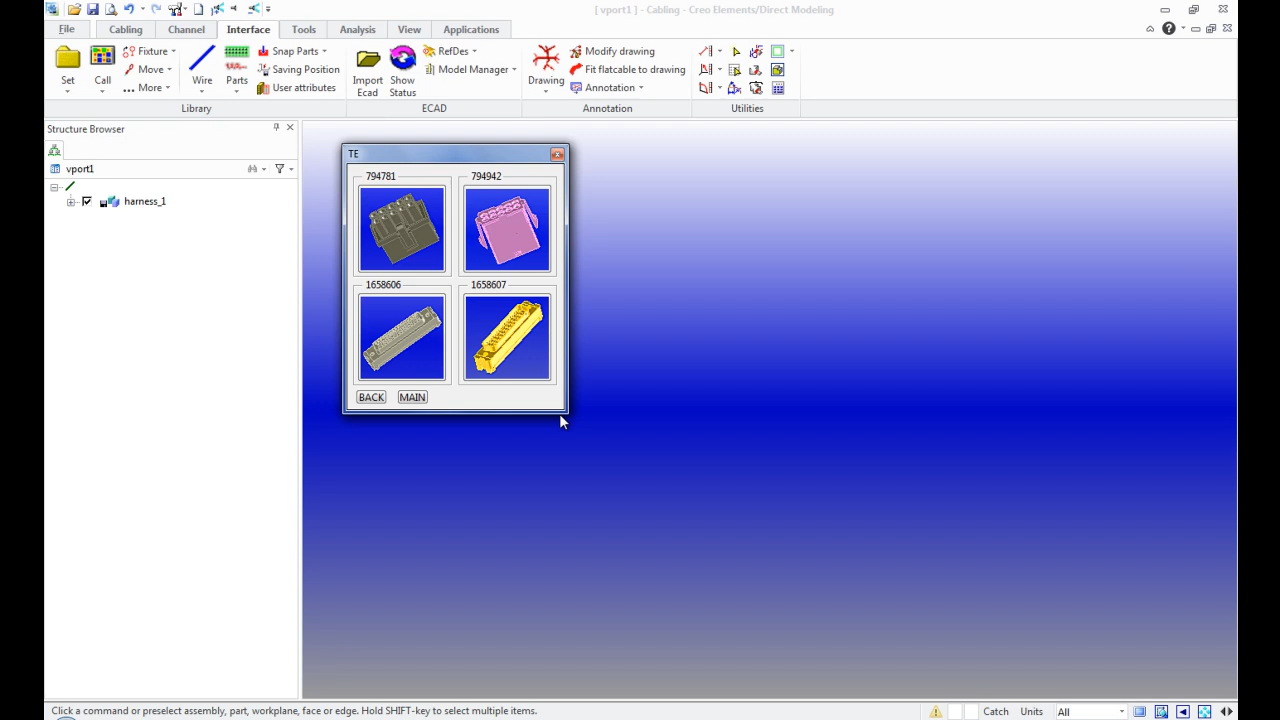 [ vport1 ] - Cabling - Creo Elements/Direct Modeling
File Cabling Channel Interface Tools Analysis View Applications
Set Call Fixture Move More Wire Parts Snap Parts Saving Position User attributes
Library
Import Ecad Show Status RefDes Model Manager
ECAD
Drawing Modify drawing Fit flatcable to drawing Annotation
Annotation
Utilities
Structure Browser
vport1
harness_1
TE
794781 794942
1658606 1658607
BACK MAIN
Click a command or preselect assembly, part, workplane, face or edge. Hold SHIFT-key to select multiple items.
Catch Units All